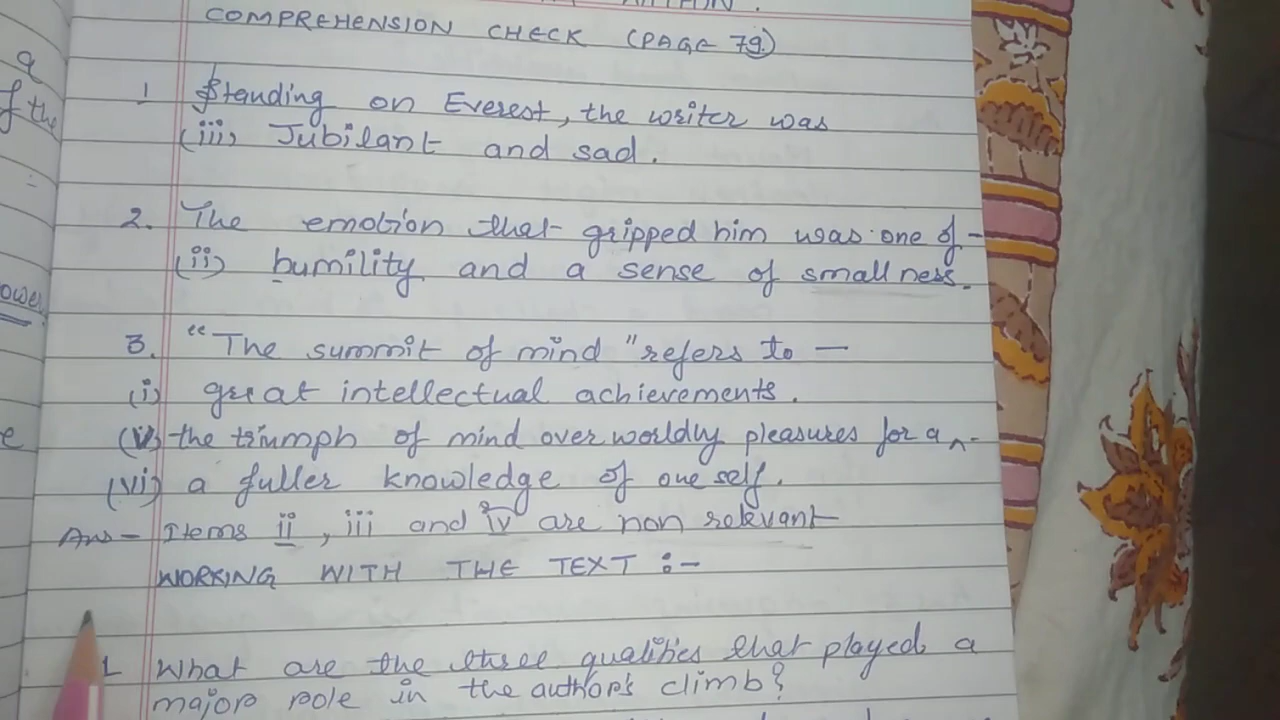 COMPREHENSION CHECK (PAGE 79)
1 Standing on Everest, the writer was
(iii) Jubilant and sad.
2. The emotion that gripped him was one of -
(ii) humility and a sense of smallness.
3. "The summit of mind" refers to -
(i) great intellectual achievements.
(v) the triumph of mind over worldly pleasures for a
(vi) a fuller knowledge of oneself.
Ans - Items ii, iii and iv are non relevant
WORKING WITH THE TEXT :-
1 What are the three qualities that played a
major role in the author's climb?
a
f the
e